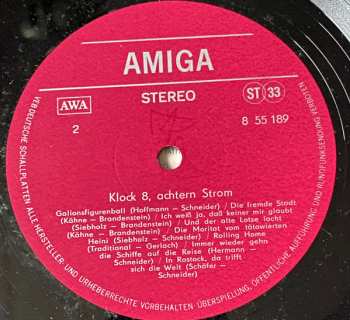 AMIGA
STEREO
ST 33
AWA
2
8 55 189
Klock 8, achtern Strom
Galionsfigurenball (Hoffmann - Schneider) / Die fremde Stadt
(Kähne - Brandenstein) / Ich weiß ja, daß keiner mir glaubt
(Siebholz - Brandenstein) / Und der alte Lotse lacht
(Kähne - Brandenstein) / Die Moritat vom tätowierten
Heini (Siebholz - Schneider) / Rolling Home
(Traditional - Gerlach) / Immer wieder gehn
die Schiffe auf die Reise (Hermann -
Schneider) / In Rostock, da trifft
sich die Welt (Schäfer -
Schneider)
VEB DEUTSCHE SCHALLPLATTEN ALLE HERSTELLER- UND URHEBERRECHTE VORBEHALTEN · ÜBERSPIELUNG, ÖFFENTLICHE AUFFÜHRUNG UND RUNDFUNKSENDUNG VERBOTEN